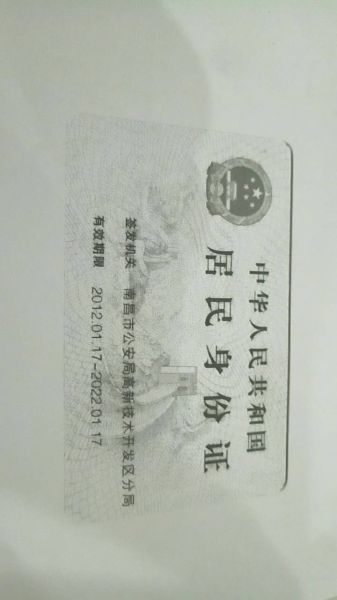 中华人民共和国
居民身份证
签发机关 南昌市公安局高新技术开发区分局
有效期限 2012.01.17-2022.01.17